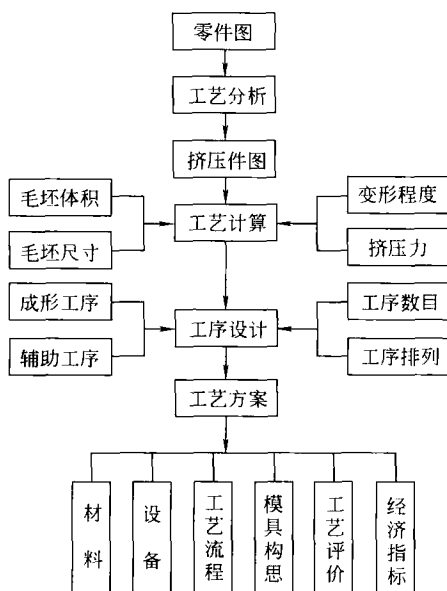 零件图
工艺分析
挤压件图
毛坯体积
变形程度
工艺计算
毛坯尺寸
挤压力
成形工序
工序数目
工序设计
辅助工序
工序排列
工艺方案
材料
设备
工艺流程
模具构思
工艺评价
经济指标